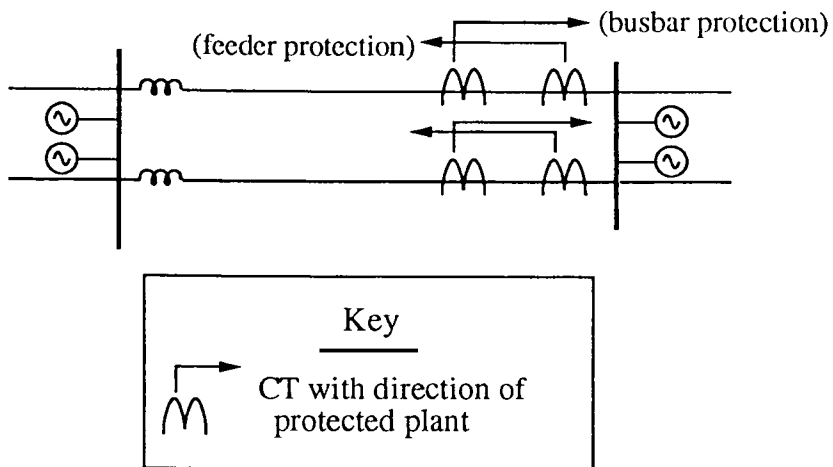 (busbar protection)
(feeder protection)
Key
CT with direction of
protected plant